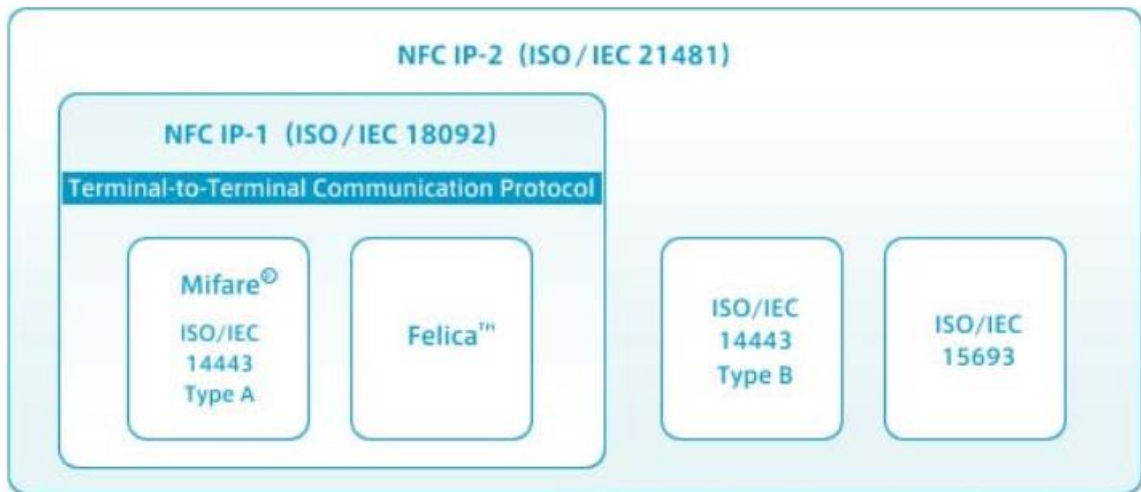 NFC IP-2 (ISO/IEC 21481)
NFC IP-1 (ISO/IEC 18092)
Terminal-to-Terminal Communication Protocol
Mifare®
ISO/IEC
14443
Type A
Felica™
ISO/IEC
14443
Type B
ISO/IEC
15693